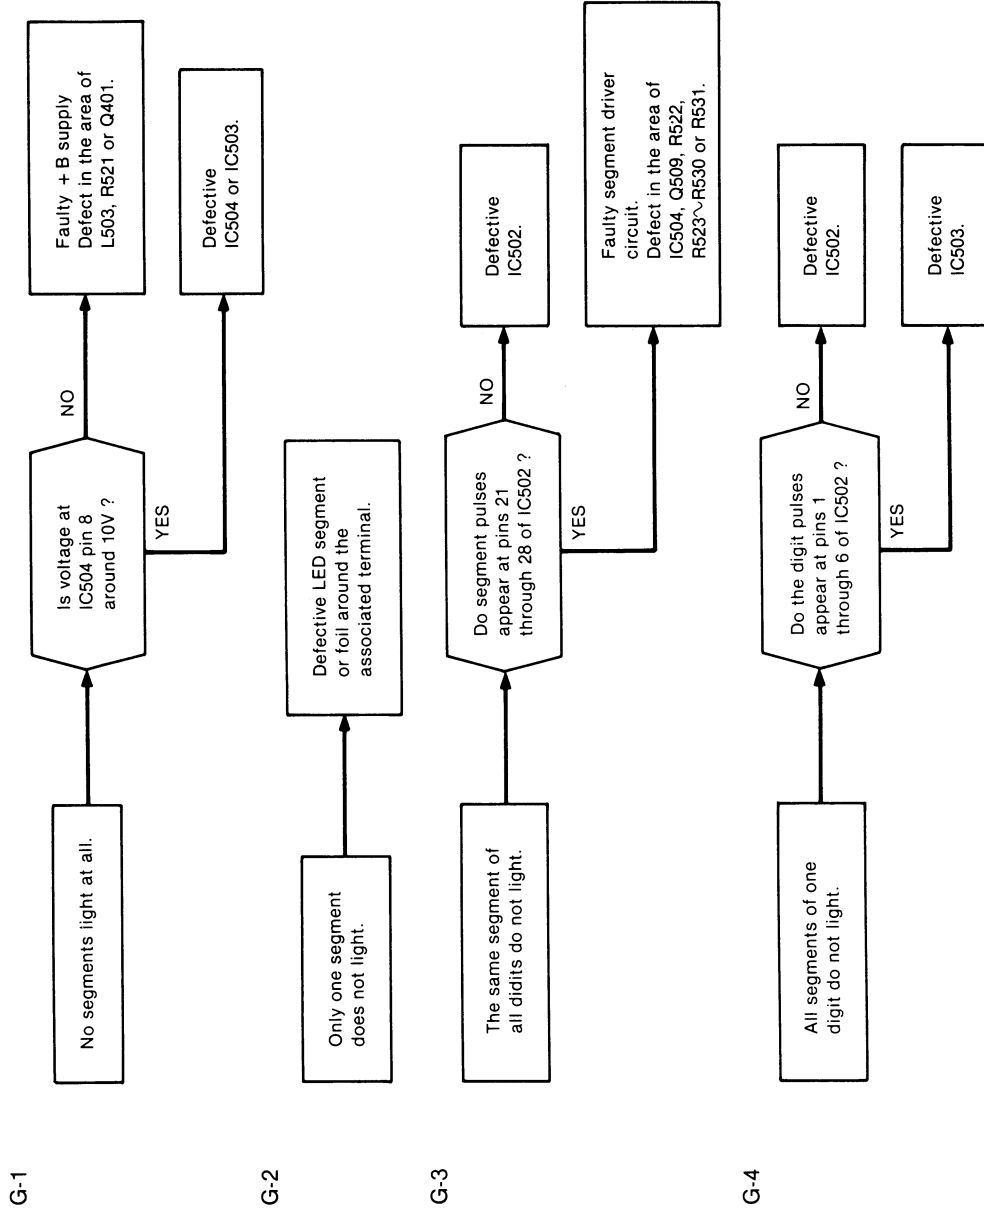 G-1
No segments light at all.
Is voltage at
IC504 pin 8
around 10V ?
NO
Faulty + B supply
Defect in the area of
L503, R521 or Q401.
YES
Defective
IC504 or IC503.
G-2
Only one segment
does not light.
Defective LED segment
or foil around the
associated terminal.
G-3
The same segment of
all didits do not light.
Do segment pulses
appear at pins 21
through 28 of IC502 ?
NO
Defective
IC502.
YES
Faulty segment driver
circuit.
Defect in the area of
IC504, Q509, R522,
R523~R530 or R531.
G-4
All segments of one
digit do not light.
Do the digit pulses
appear at pins 1
through 6 of IC502 ?
NO
Defective
IC502.
YES
Defective
IC503.